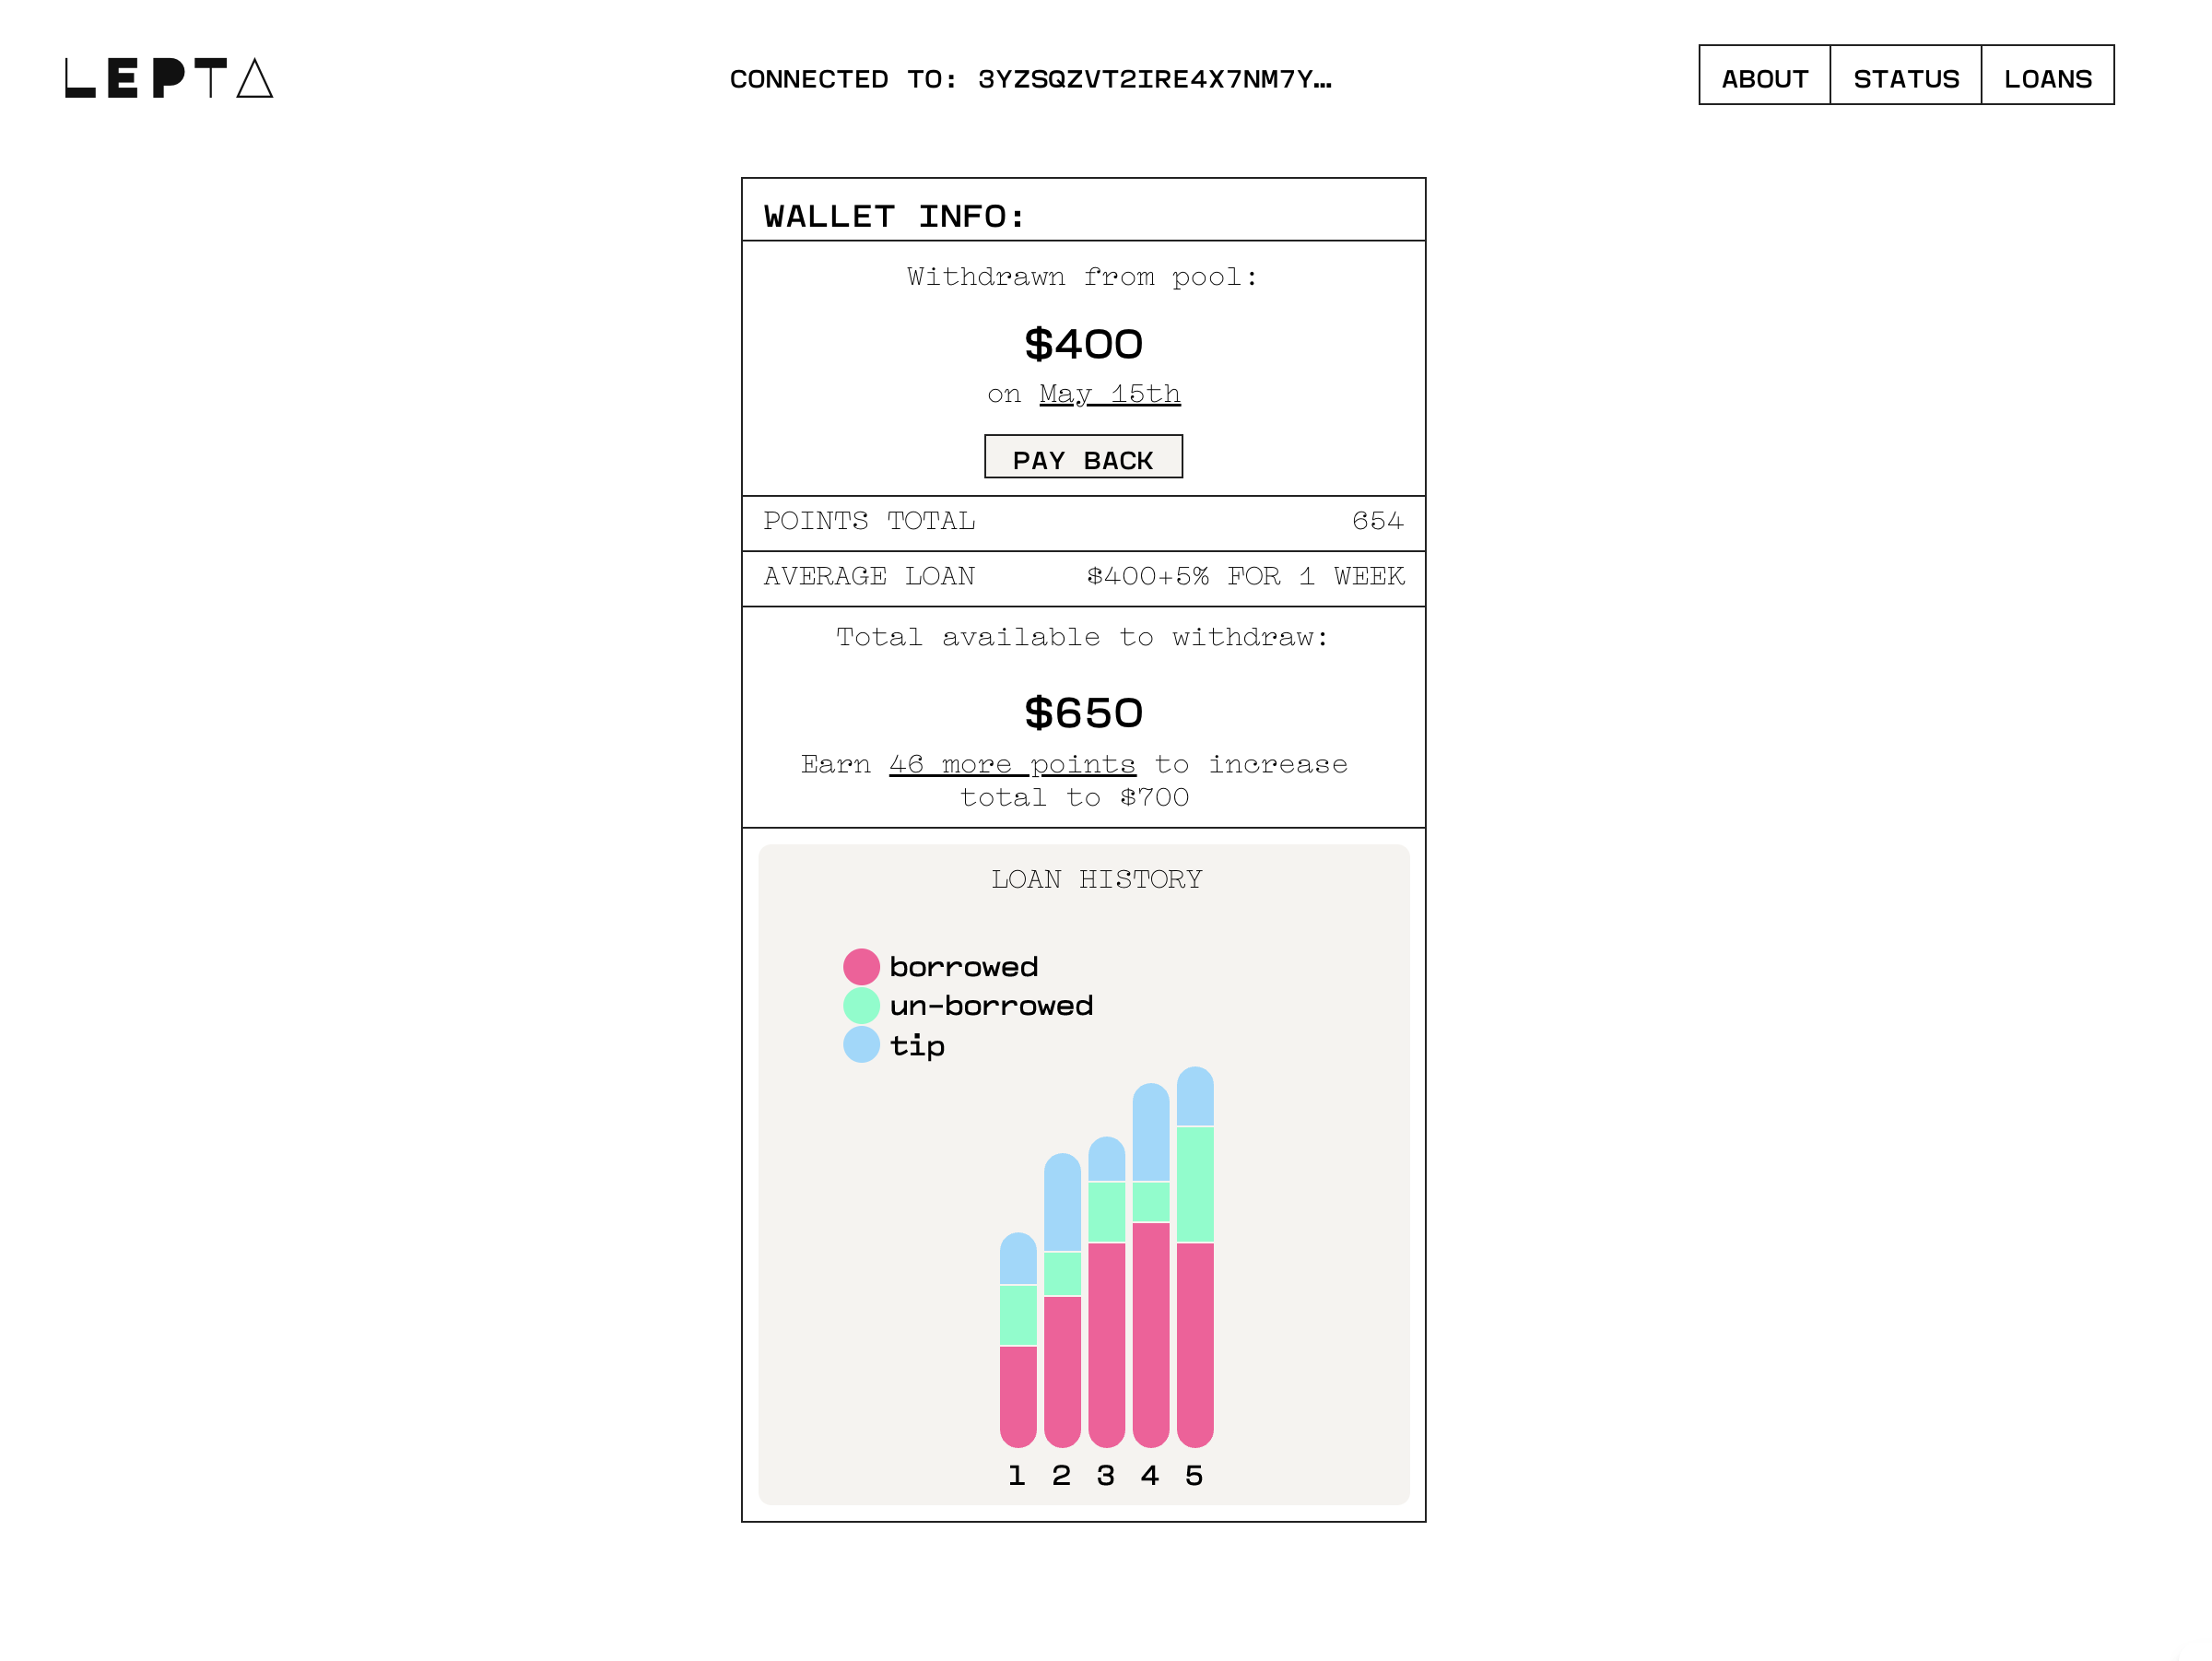 LEPTA
CONNECTED TO: 3YZSQZVT2IRE4X7NM7Y…
ABOUT STATUS LOANS
WALLET INFO:
Withdrawn from pool:
$400
on May 15th
PAY BACK
POINTS TOTAL 654
AVERAGE LOAN $400+5% FOR 1 WEEK
Total available to withdraw:
$650
Earn 46 more points to increase
total to $700
LOAN HISTORY
borrowed
un-borrowed
tip
1 2 3 4 5